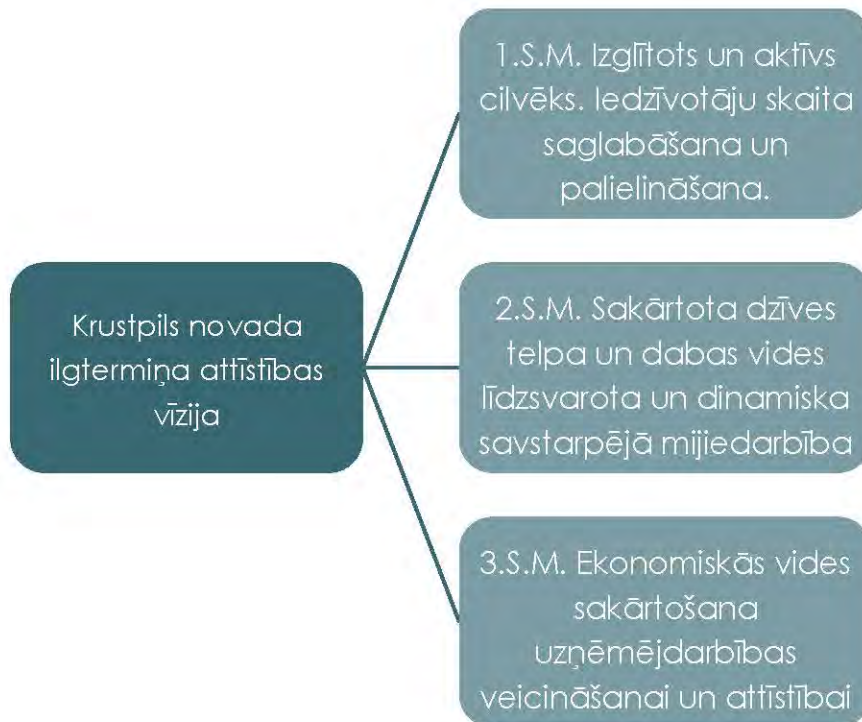 Krustpils novada
ilgtermiņa attīstības
vīzija
1.S.M. Izglītots un aktīvs
cilvēks. Iedzīvotāju skaita
saglabāšana un
palielināšana.
2.S.M. Sakārtota dzīves
telpa un dabas vides
līdzsvarota un dinamiska
savstarpējā mijiedarbība
3.S.M. Ekonomiskās vides
sakārtošana
uzņēmējdarbības
veicināšanai un attīstībai